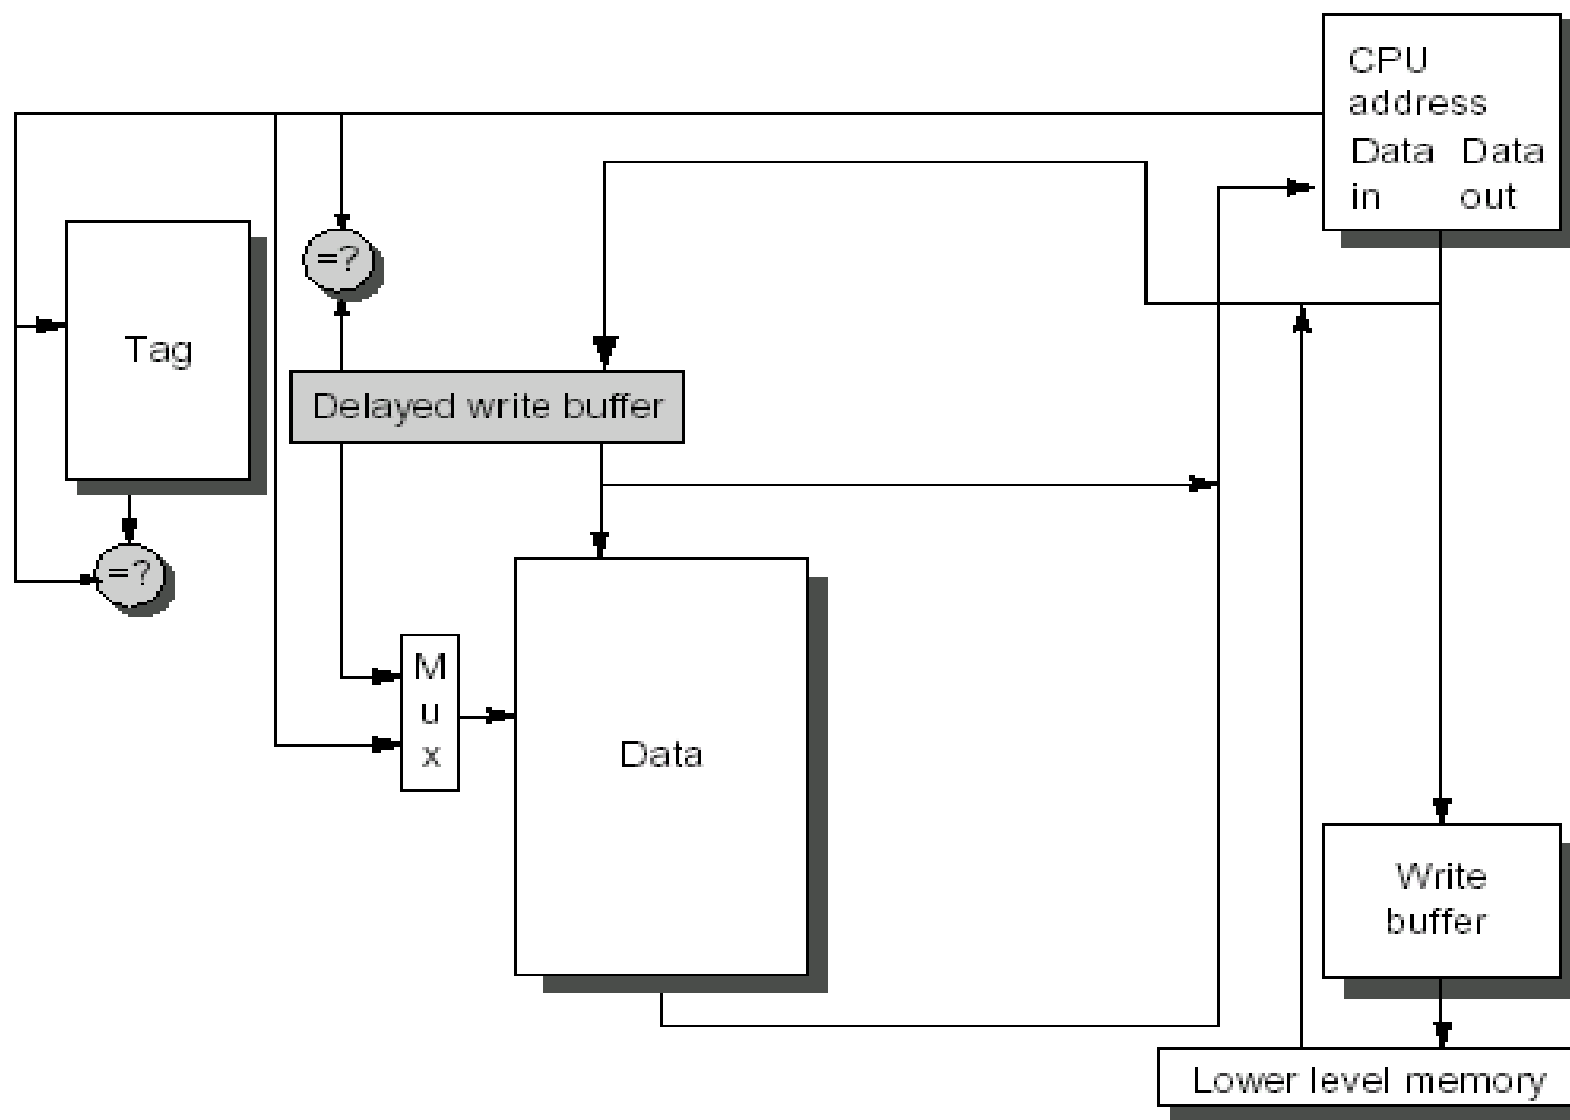 CPU
address
Data Data
in out
=?
Tag
Delayed write buffer
=?
M
u
x
Data
Write
buffer
Lower level memory